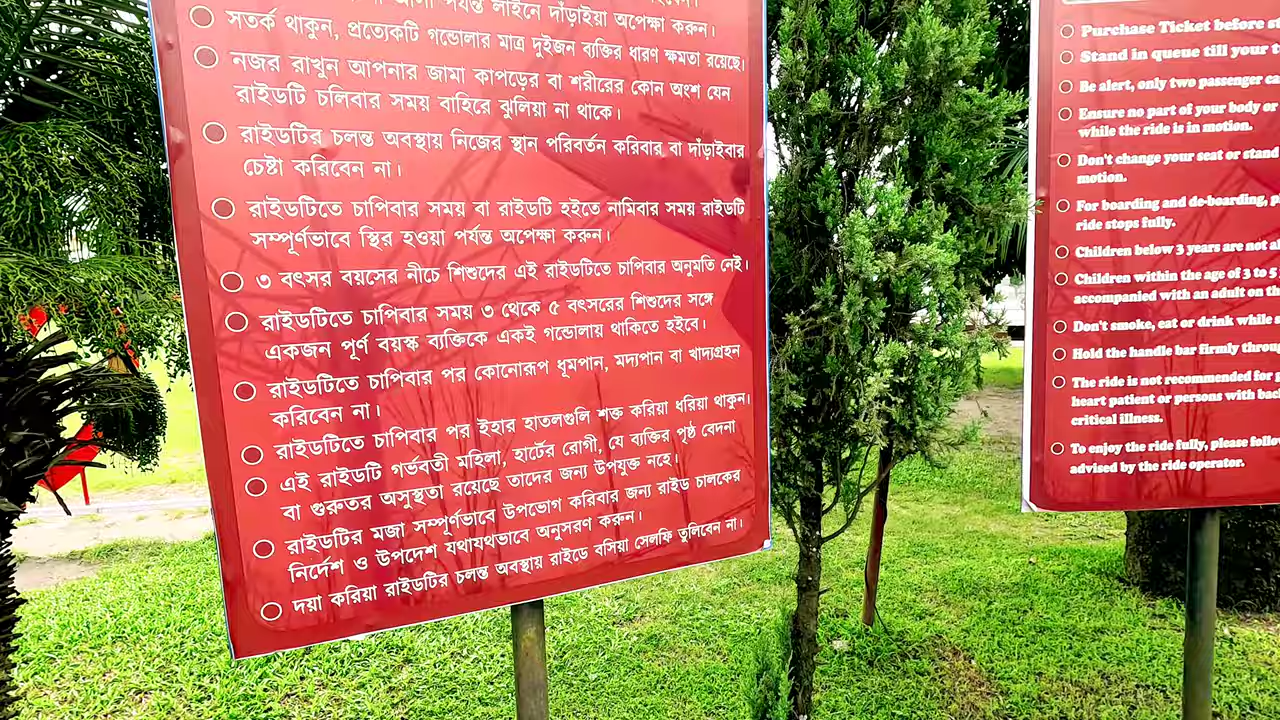 পর্যন্ত লাইনে দাঁড়াইয়া অপেক্ষা করুন।
সতর্ক থাকুন, প্রত্যেকটি গন্ডোলার মাত্র দুইজন ব্যক্তির ধারণ ক্ষমতা রয়েছে।
নজর রাখুন আপনার জামা কাপড়ের বা শরীরের কোন অংশ যেন
রাইডটি চলিবার সময় বাহিরে ঝুলিয়া না থাকে।
রাইডটির চলন্ত অবস্থায় নিজের স্থান পরিবর্তন করিবার বা দাঁড়াইবার
চেষ্টা করিবেন না।
রাইডটিতে চাপিবার সময় বা রাইডটি হইতে নামিবার সময় রাইডটি
সম্পূর্ণভাবে স্থির হওয়া পর্যন্ত অপেক্ষা করুন।
৩ বৎসর বয়সের নীচে শিশুদের এই রাইডটিতে চাপিবার অনুমতি নেই।
রাইডটিতে চাপিবার সময় ৩ থেকে ৫ বৎসরের শিশুদের সঙ্গে
একজন পূর্ণ বয়স্ক ব্যক্তিকে একই গন্ডোলায় থাকিতে হইবে।
রাইডটিতে চাপিবার পর কোনোরূপ ধূমপান, মদ্যপান বা খাদ্যগ্রহন
করিবেন না।
রাইডটিতে চাপিবার পর ইহার হাতলগুলি শক্ত করিয়া ধরিয়া থাকুন।
এই রাইডটি গর্ভবতী মহিলা, হার্টের রোগী, যে ব্যক্তির পৃষ্ঠ বেদনা
বা গুরুতর অসুস্থতা রয়েছে তাদের জন্য উপযুক্ত নহে।
রাইডটির মজা সম্পূর্ণভাবে উপভোগ করিবার জন্য রাইড চালকের
নির্দেশ ও উপদেশ যথাযথভাবে অনুসরণ করুন।
দয়া করিয়া রাইডটির চলন্ত অবস্থায় রাইডে বসিয়া সেলফি তুলিবেন না।
Purchase Ticket before
Stand in queue till your
Be alert, only two passenger
Ensure no part of your body or
while the ride is in motion.
Don't change your seat or stand
motion.
For boarding and de-boarding,
ride stops fully.
Children below 3 years are not
Children within the age of 3 to 5
accompanied with an adult on
Don't smoke, eat or drink while
Hold the handle bar firmly
The ride is not recommended for
heart patient or persons with
critical illness.
To enjoy the ride fully, please
advised by the ride operator.